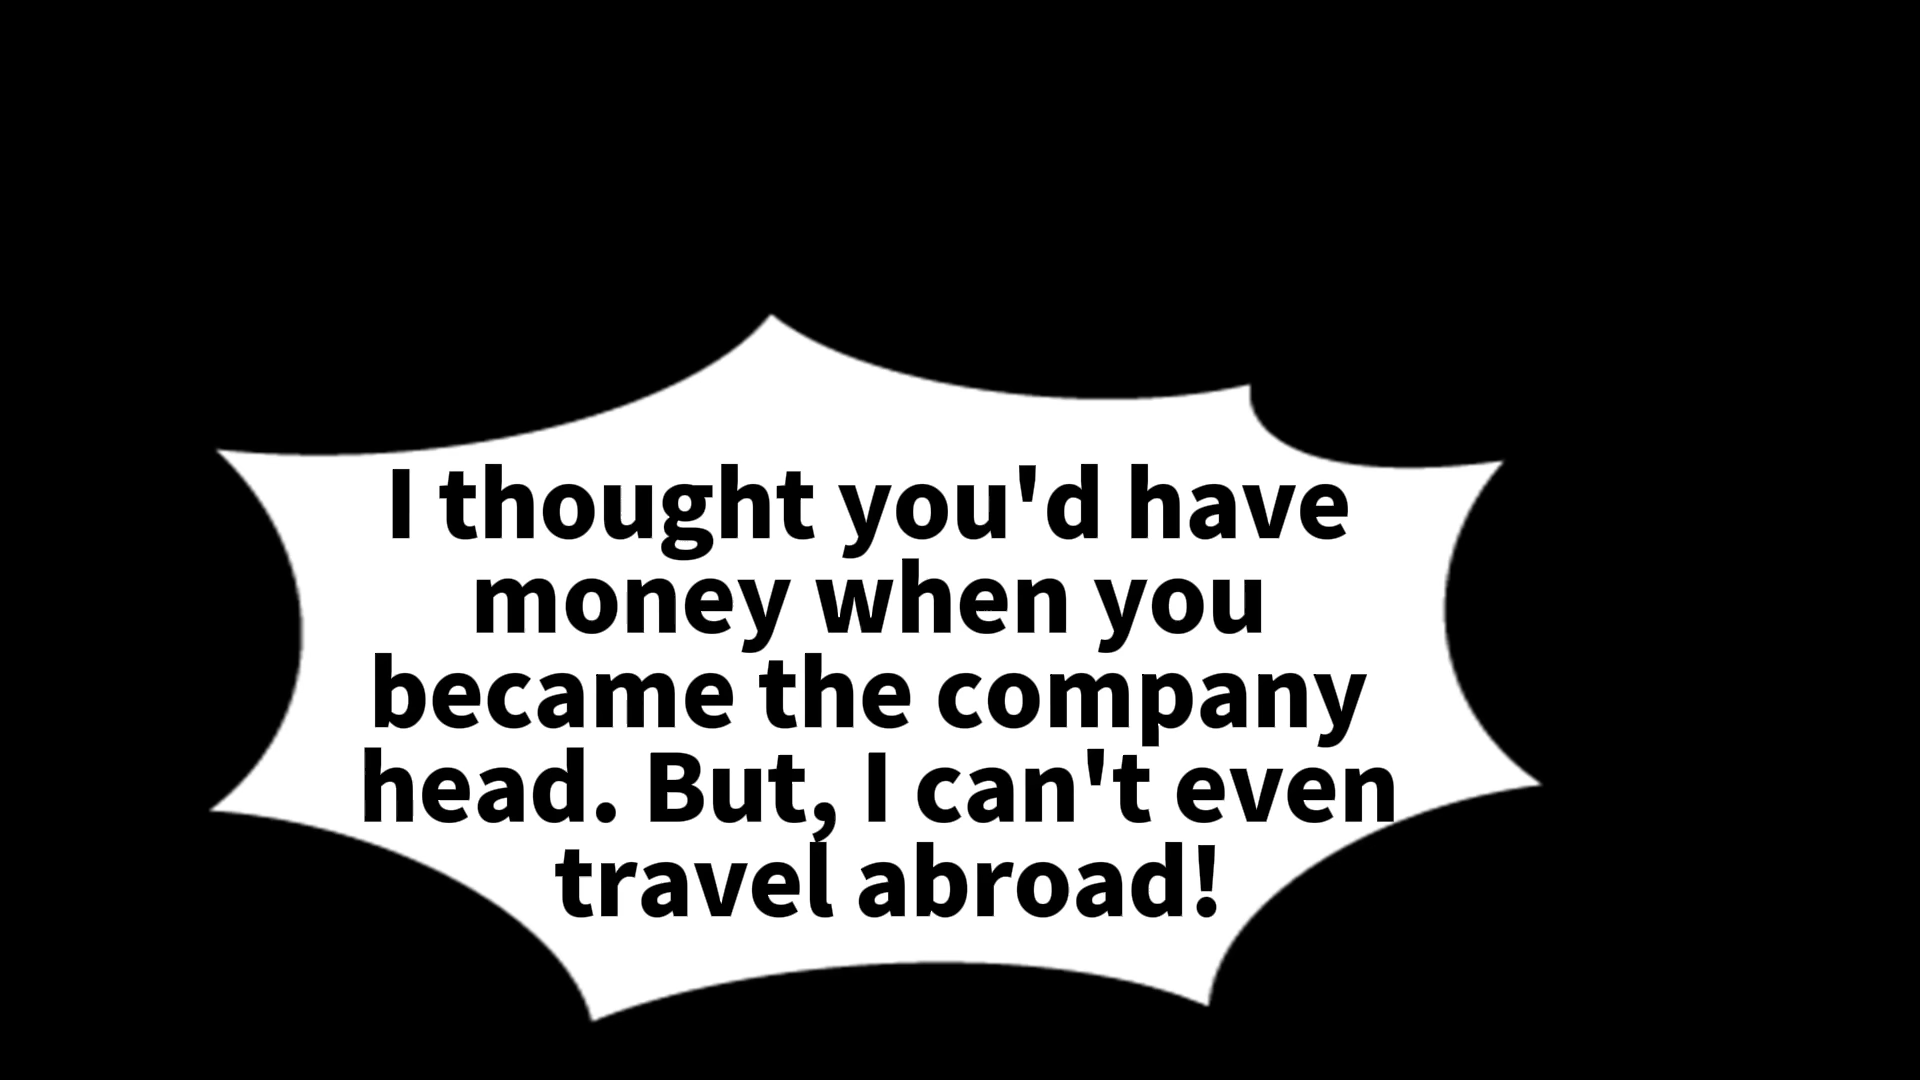 I thought you'd have
money when you
became the company
head. But, I can't even
travel abroad!